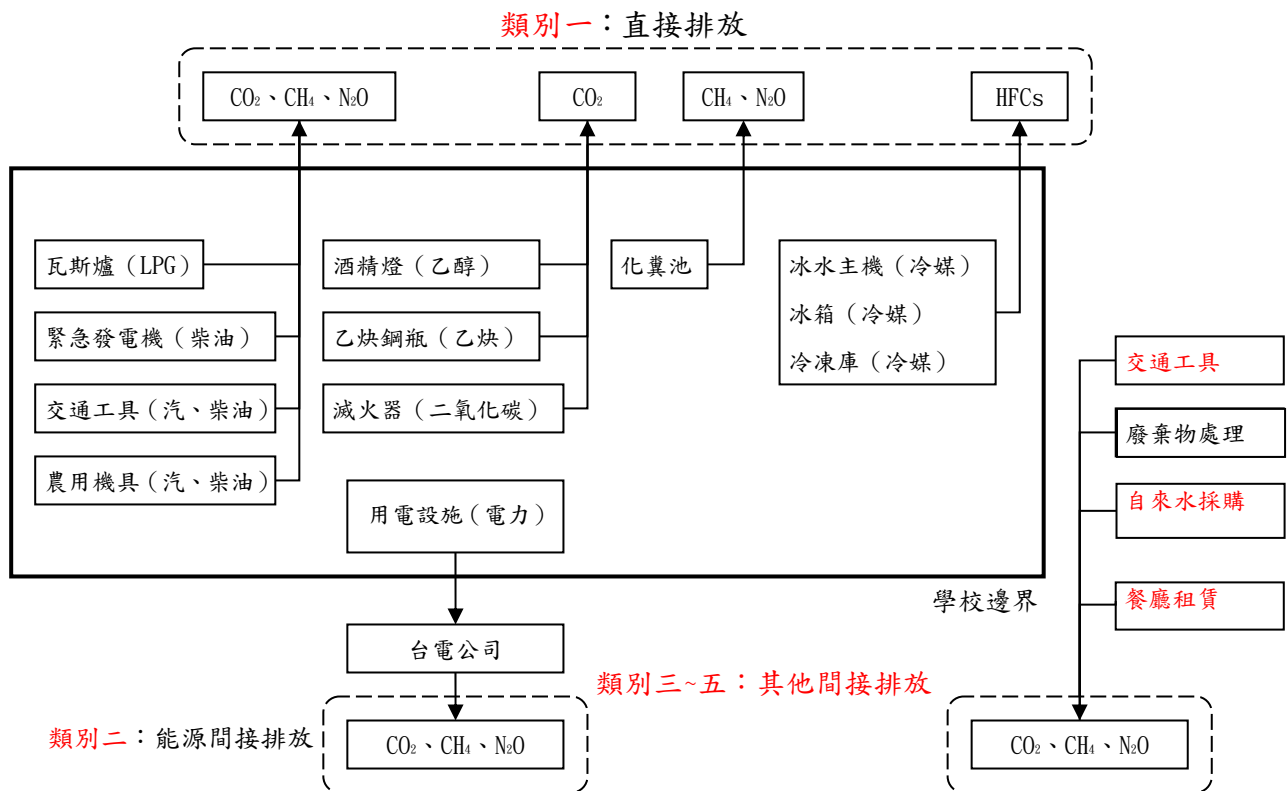 類別一：直接排放
CO₂、CH₄、N₂O
CO₂
CH₄、N₂O
HFCs
瓦斯爐（LPG）
緊急發電機（柴油）
交通工具（汽、柴油）
農用機具（汽、柴油）
酒精燈（乙醇）
乙炔鋼瓶（乙炔）
滅火器（二氧化碳）
化糞池
冰水主機（冷媒）
冰箱（冷媒）
冷凍庫（冷媒）
用電設施（電力）
交通工具
廢棄物處理
自來水採購
餐廳租賃
學校邊界
台電公司
類別三~五：其他間接排放
類別二：能源間接排放
CO₂、CH₄、N₂O
CO₂、CH₄、N₂O